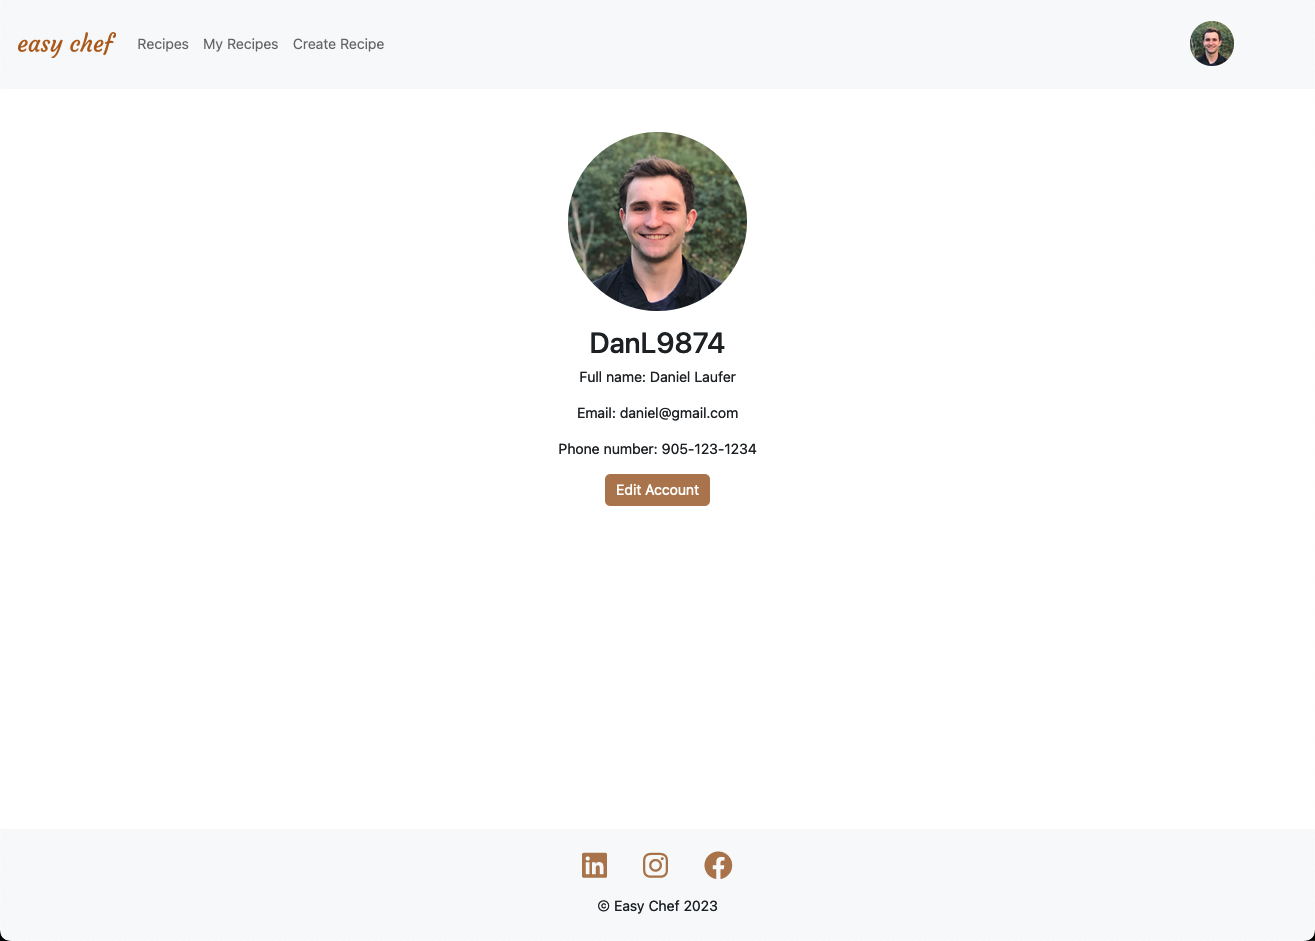 easy chef Recipes My Recipes Create Recipe
DanL9874
Full name: Daniel Laufer
Email: daniel@gmail.com
Phone number: 905-123-1234
Edit Account
in
© Easy Chef 2023